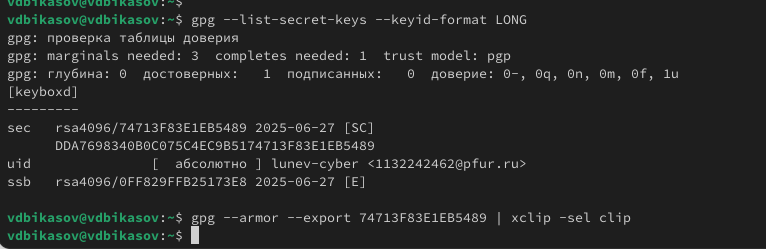 vdbikasov@vdbikasov:~$
vdbikasov@vdbikasov:~$ gpg --list-secret-keys --keyid-format LONG
gpg: проверка таблицы доверия
gpg: marginals needed: 3  completes needed: 1  trust model: pgp
gpg: глубина: 0  достоверных:   1  подписанных:   0  доверие: 0-, 0q, 0n, 0m, 0f, 1u
[keyboxd]
---------
sec   rsa4096/74713F83E1EB5489 2025-06-27 [SC]
      DDA7698340B0C075C4EC9B5174713F83E1EB5489
uid              [  абсолютно ] lunev-cyber <1132242462@pfur.ru>
ssb   rsa4096/0FF829FFB25173E8 2025-06-27 [E]
vdbikasov@vdbikasov:~$ gpg --armor --export 74713F83E1EB5489 | xclip -sel clip
vdbikasov@vdbikasov:~$